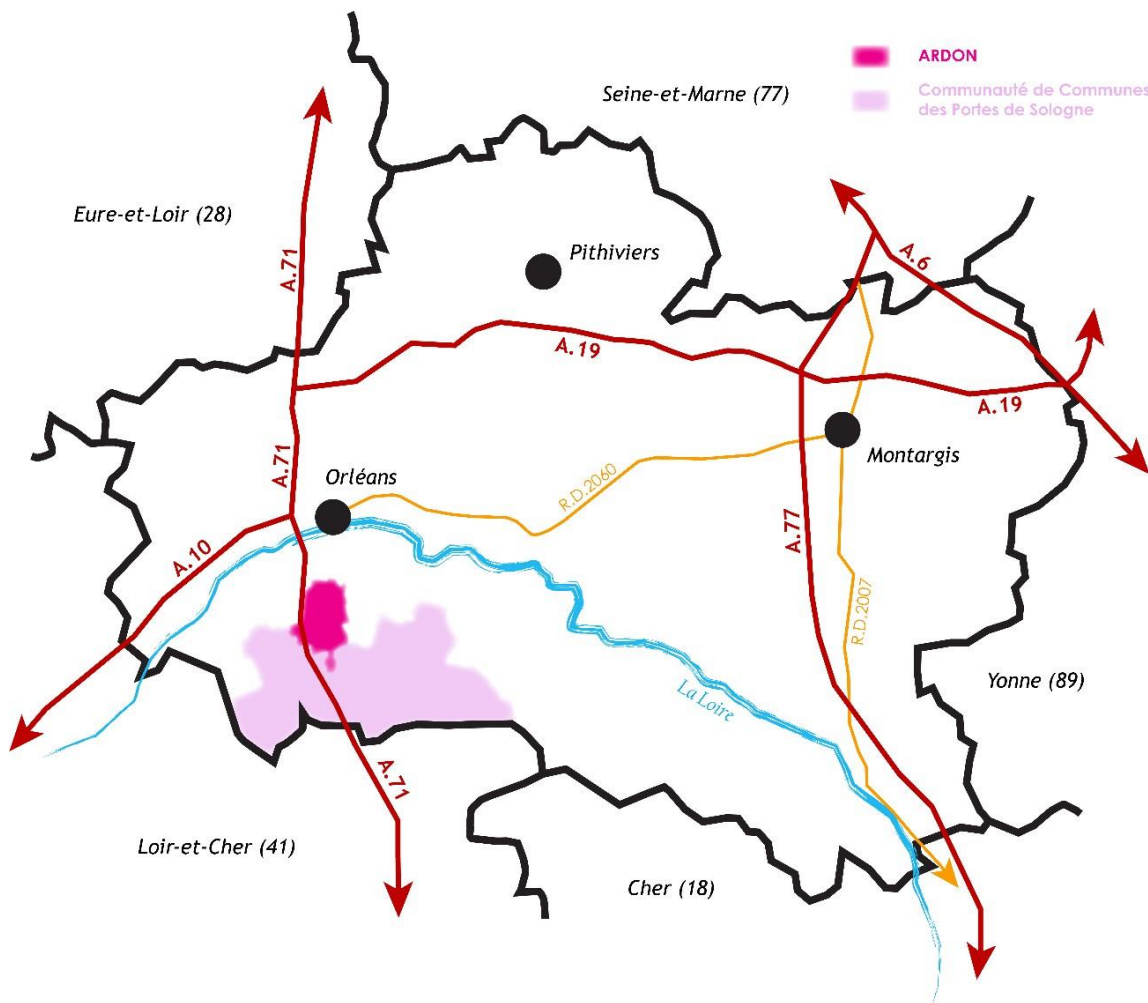 ARDON
Communauté de Communes
des Portes de Sologne
Seine-et-Marne (77)
Eure-et-Loir (28)
A.71
Pithiviers
A.6
A.19
A.19
A.71
Orléans
R.D.2060
Montargis
A.10
A.77
R.D.2007
La Loire
Yonne (89)
A.71
Loir-et-Cher (41)
Cher (18)